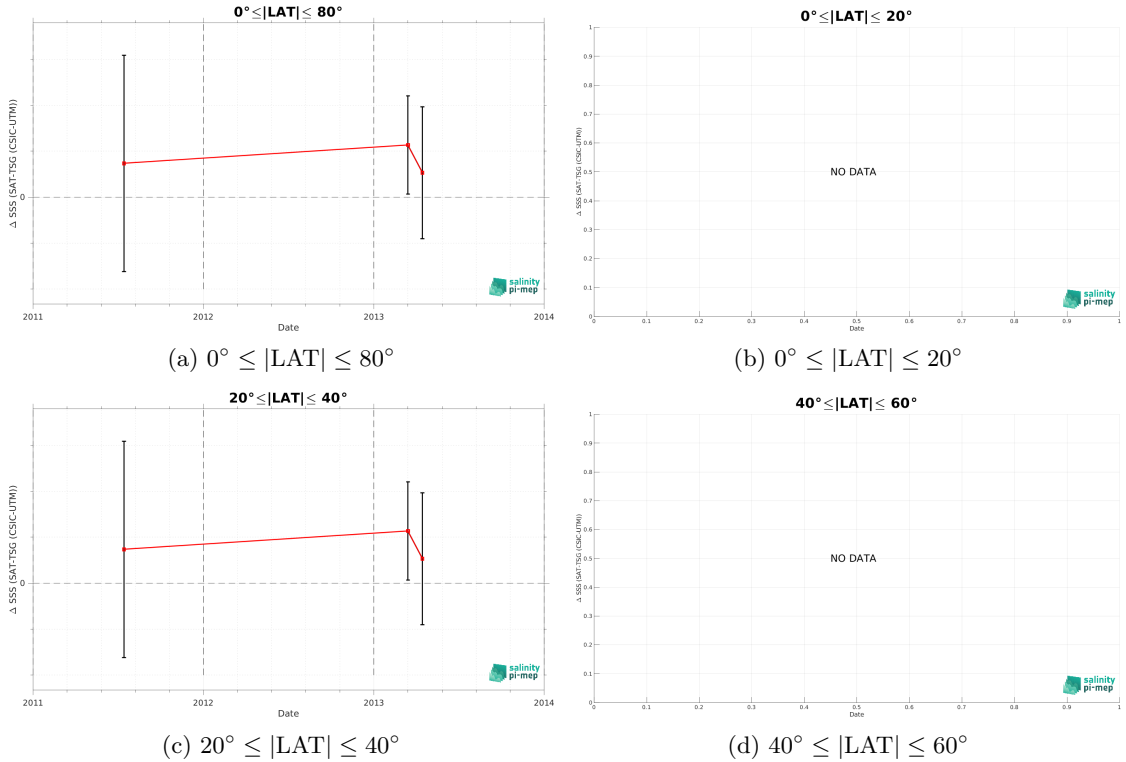 0°≤|LAT|≤ 80°
Δ SSS (SAT-TSG (CSIC-UTM))
0
2011 2012 2013 2014
Date
salinity
pi-mep
(a) 0° ≤ |LAT| ≤ 80°
0°≤|LAT|≤ 20°
Δ SSS (SAT-TSG (CSIC-UTM))
1
0.9
0.8
0.7
0.6
0.5
0.4
0.3
0.2
0.1
0
NO DATA
0 0.1 0.2 0.3 0.4 0.5 0.6 0.7 0.8 0.9 1
Date
salinity
pi-mep
(b) 0° ≤ |LAT| ≤ 20°
20°≤|LAT|≤ 40°
Δ SSS (SAT-TSG (CSIC-UTM))
0
2011 2012 2013 2014
Date
salinity
pi-mep
(c) 20° ≤ |LAT| ≤ 40°
40°≤|LAT|≤ 60°
Δ SSS (SAT-TSG (CSIC-UTM))
1
0.9
0.8
0.7
0.6
0.5
0.4
0.3
0.2
0.1
0
NO DATA
0 0.1 0.2 0.3 0.4 0.5 0.6 0.7 0.8 0.9 1
Date
salinity
pi-mep
(d) 40° ≤ |LAT| ≤ 60°